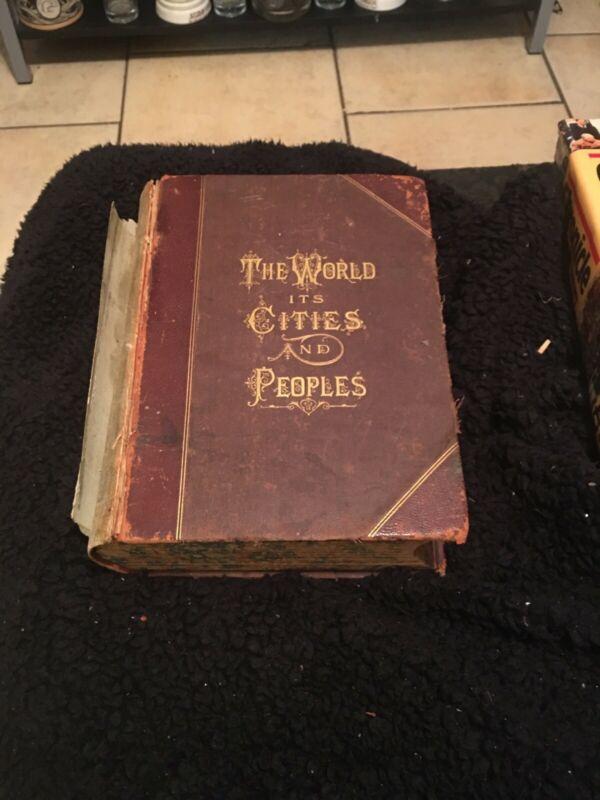 THE WORLD
ITS
CITIES
AND
PEOPLES